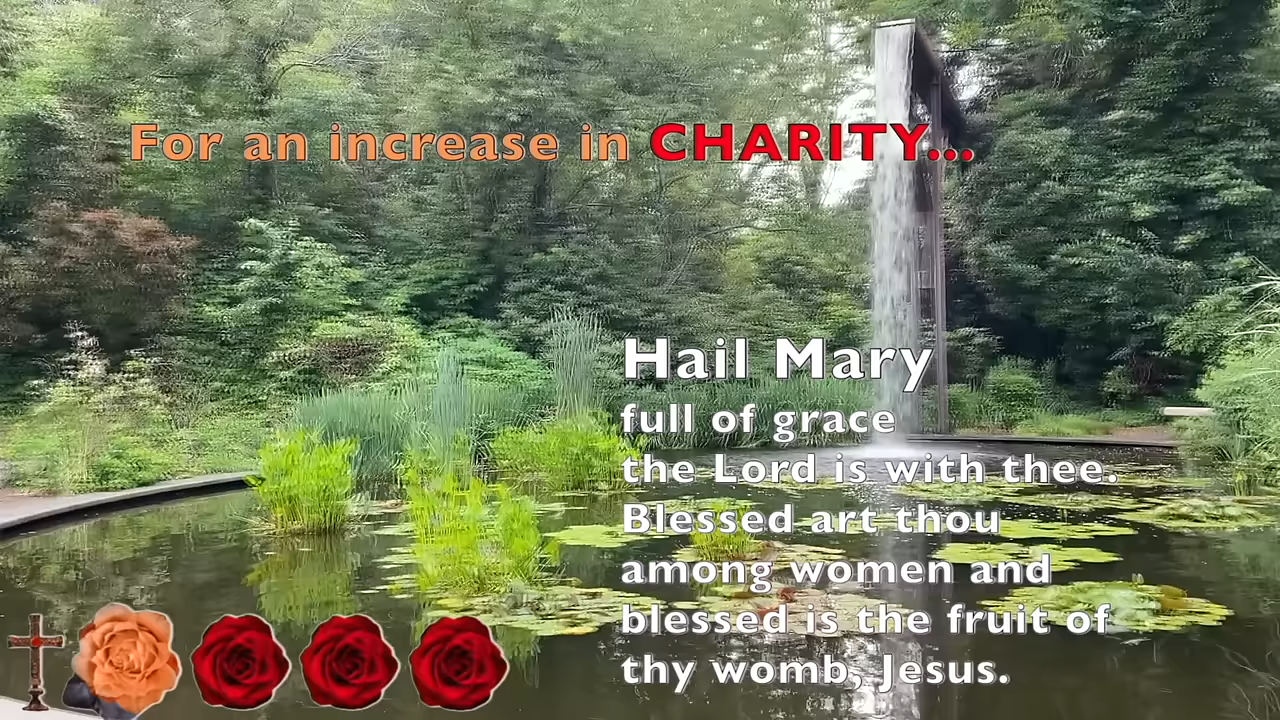 For an increase in CHARITY...
Hail Mary
full of grace
the Lord is with thee.
Blessed art thou
among women and
blessed is the fruit of
thy womb, Jesus.